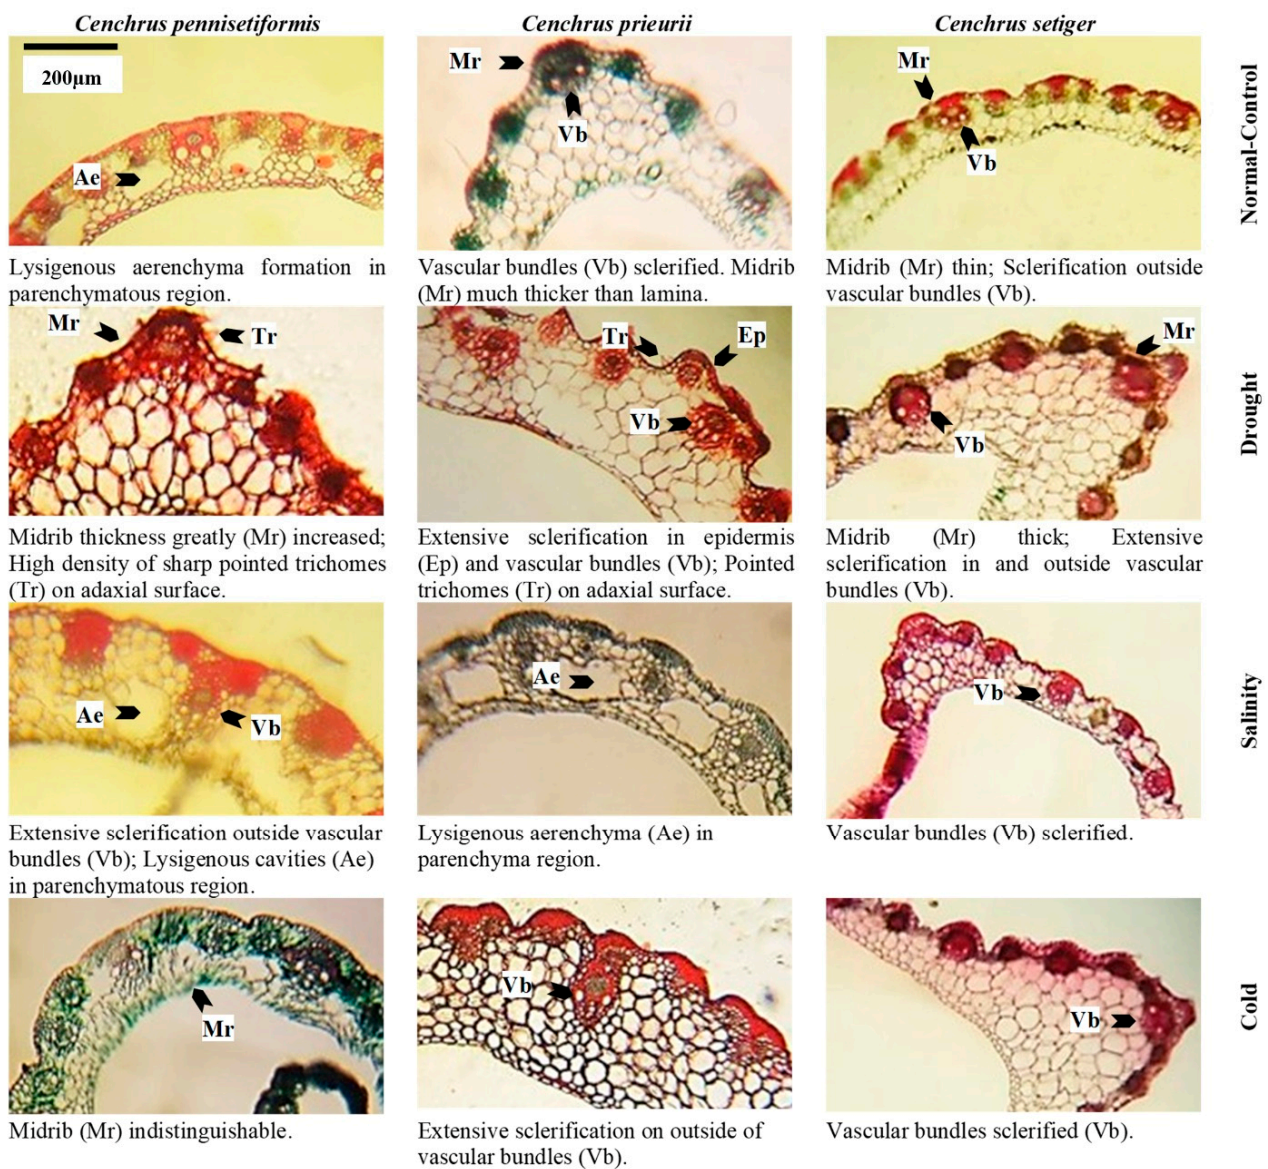 Cenchrus pennisetiformis
Cenchrus prieurii
Cenchrus setiger
200µm
Ae
Mr
Vb
Mr
Vb
Normal-Control
Lysigenous aerenchyma formation in
parenchymatous region.
Vascular bundles (Vb) sclerified. Midrib
(Mr) much thicker than lamina.
Midrib (Mr) thin; Sclerification outside
vascular bundles (Vb).
Mr
Tr
Tr
Ep
Vb
Mr
Vb
Drought
Midrib thickness greatly (Mr) increased;
High density of sharp pointed trichomes
(Tr) on adaxial surface.
Extensive sclerification in epidermis
(Ep) and vascular bundles (Vb); Pointed
trichomes (Tr) on adaxial surface.
Midrib (Mr) thick; Extensive
sclerification in and outside vascular
bundles (Vb).
Ae
Vb
Ae
Vb
Salinity
Extensive sclerification outside vascular
bundles (Vb); Lysigenous cavities (Ae)
in parenchymatous region.
Lysigenous aerenchyma (Ae) in
parenchyma region.
Vascular bundles (Vb) sclerified.
Mr
Vb
Vb
Cold
Midrib (Mr) indistinguishable.
Extensive sclerification on outside of
vascular bundles (Vb).
Vascular bundles sclerified (Vb).